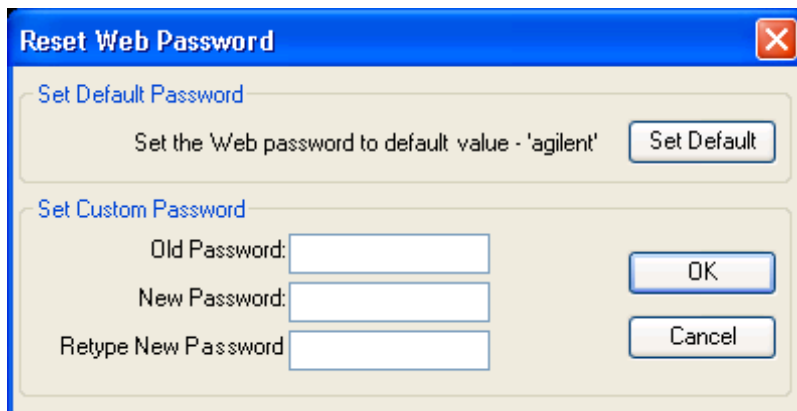 Reset Web Password
Set Default Password
Set the Web password to default value - 'agilent'
Set Default
Set Custom Password
Old Password:
OK
New Password:
Cancel
Retype New Password